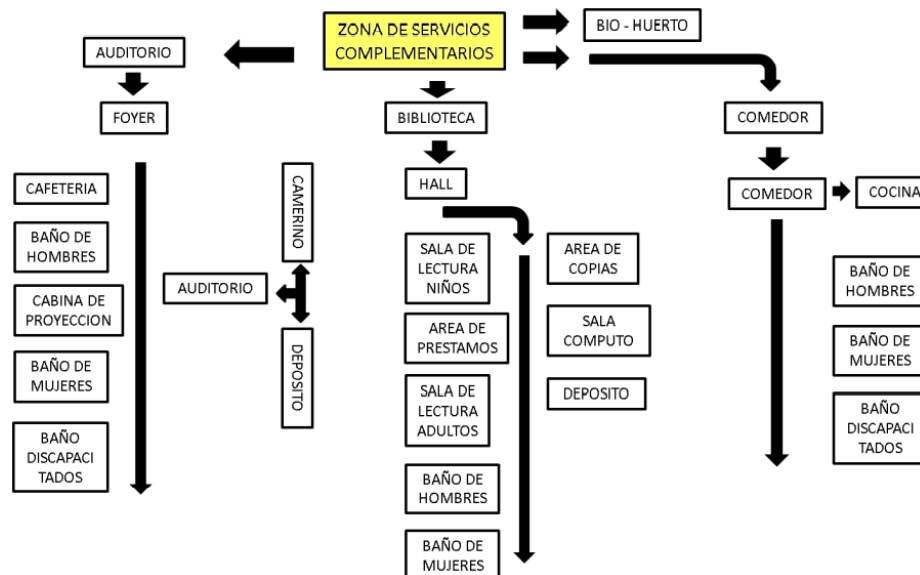 ZONA DE SERVICIOS
COMPLEMENTARIOS
BIO - HUERTO
AUDITORIO
FOYER
CAFETERIA
BAÑO DE
HOMBRES
CABINA DE
PROYECCION
BAÑO DE
MUJERES
BAÑO
DISCAPACI
TADOS
AUDITORIO
CAMERINO
DEPOSITO
BIBLIOTECA
HALL
SALA DE
LECTURA
NIÑOS
AREA DE
PRESTAMOS
SALA DE
LECTURA
ADULTOS
BAÑO DE
HOMBRES
BAÑO DE
MUJERES
AREA DE
COPIAS
SALA
COMPUTO
DEPOSITO
COMEDOR
COMEDOR
COCINA
BAÑO DE
HOMBRES
BAÑO DE
MUJERES
BAÑO
DISCAPACI
TADOS